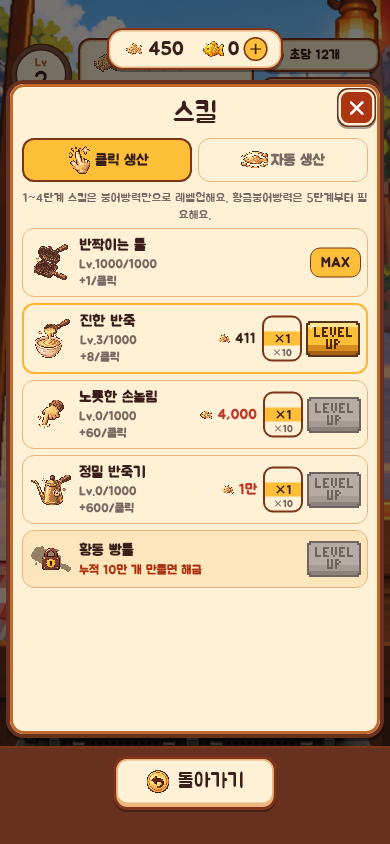 450
0
+
Lv
초당 12개
스킬
클릭 생산
자동 생산
1~4단계 스킬은 붕어빵력만으로 레벨업해요. 황금붕어빵력은 5단계부터 필
요해요.
반짝이는 틀
Lv.1000/1000
+1/클릭
MAX
진한 반죽
Lv.3/1000
+8/클릭
411
×1
×10
LEVEL
UP
노릇한 손놀림
Lv.0/1000
+60/클릭
4,000
×1
×10
LEVEL
UP
정밀 반죽기
Lv.0/1000
+600/클릭
1만
×1
×10
LEVEL
UP
황동 빵틀
누적 10만 개 만들면 해금
LEVEL
UP
돌아가기